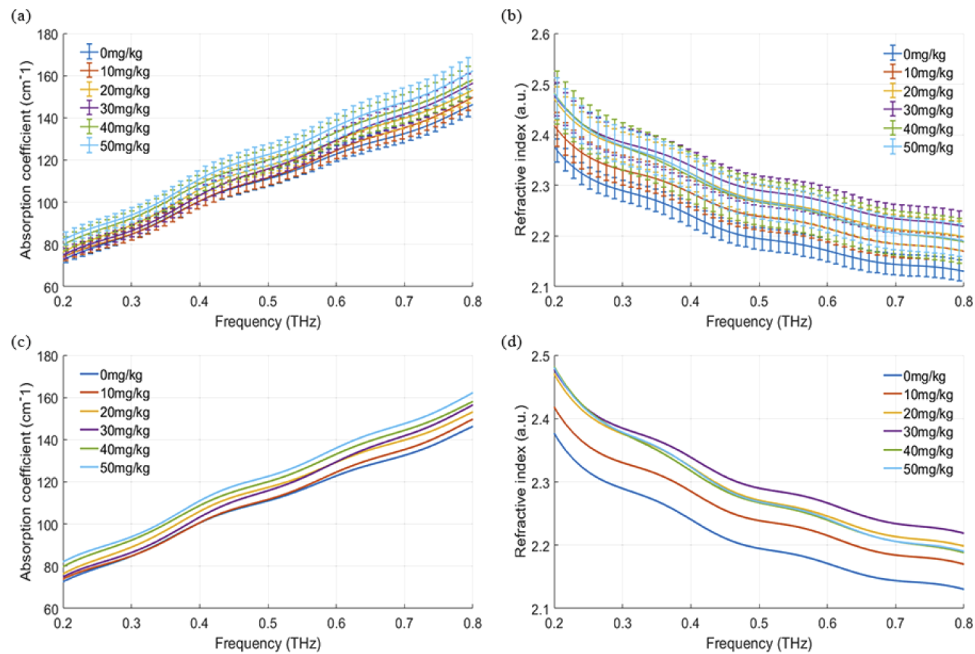 (a)
180
160
140
120
100
80
60
0.2 0.3 0.4 0.5 0.6 0.7 0.8
Absorption coefficient (cm⁻1)
Frequency (THz)
0mg/kg
10mg/kg
20mg/kg
30mg/kg
40mg/kg
50mg/kg
(b)
2.6
2.5
2.4
2.3
2.2
2.1
0.2 0.3 0.4 0.5 0.6 0.7 0.8
Refractive index (a.u.)
Frequency (THz)
0mg/kg
10mg/kg
20mg/kg
30mg/kg
40mg/kg
50mg/kg
(c)
180
160
140
120
100
80
60
0.2 0.3 0.4 0.5 0.6 0.7 0.8
Absorption coefficient (cm⁻1)
Frequency (THz)
0mg/kg
10mg/kg
20mg/kg
30mg/kg
40mg/kg
50mg/kg
(d)
2.5
2.4
2.3
2.2
2.1
0.2 0.3 0.4 0.5 0.6 0.7 0.8
Refractive index (a.u.)
Frequency (THz)
0mg/kg
10mg/kg
20mg/kg
30mg/kg
40mg/kg
50mg/kg